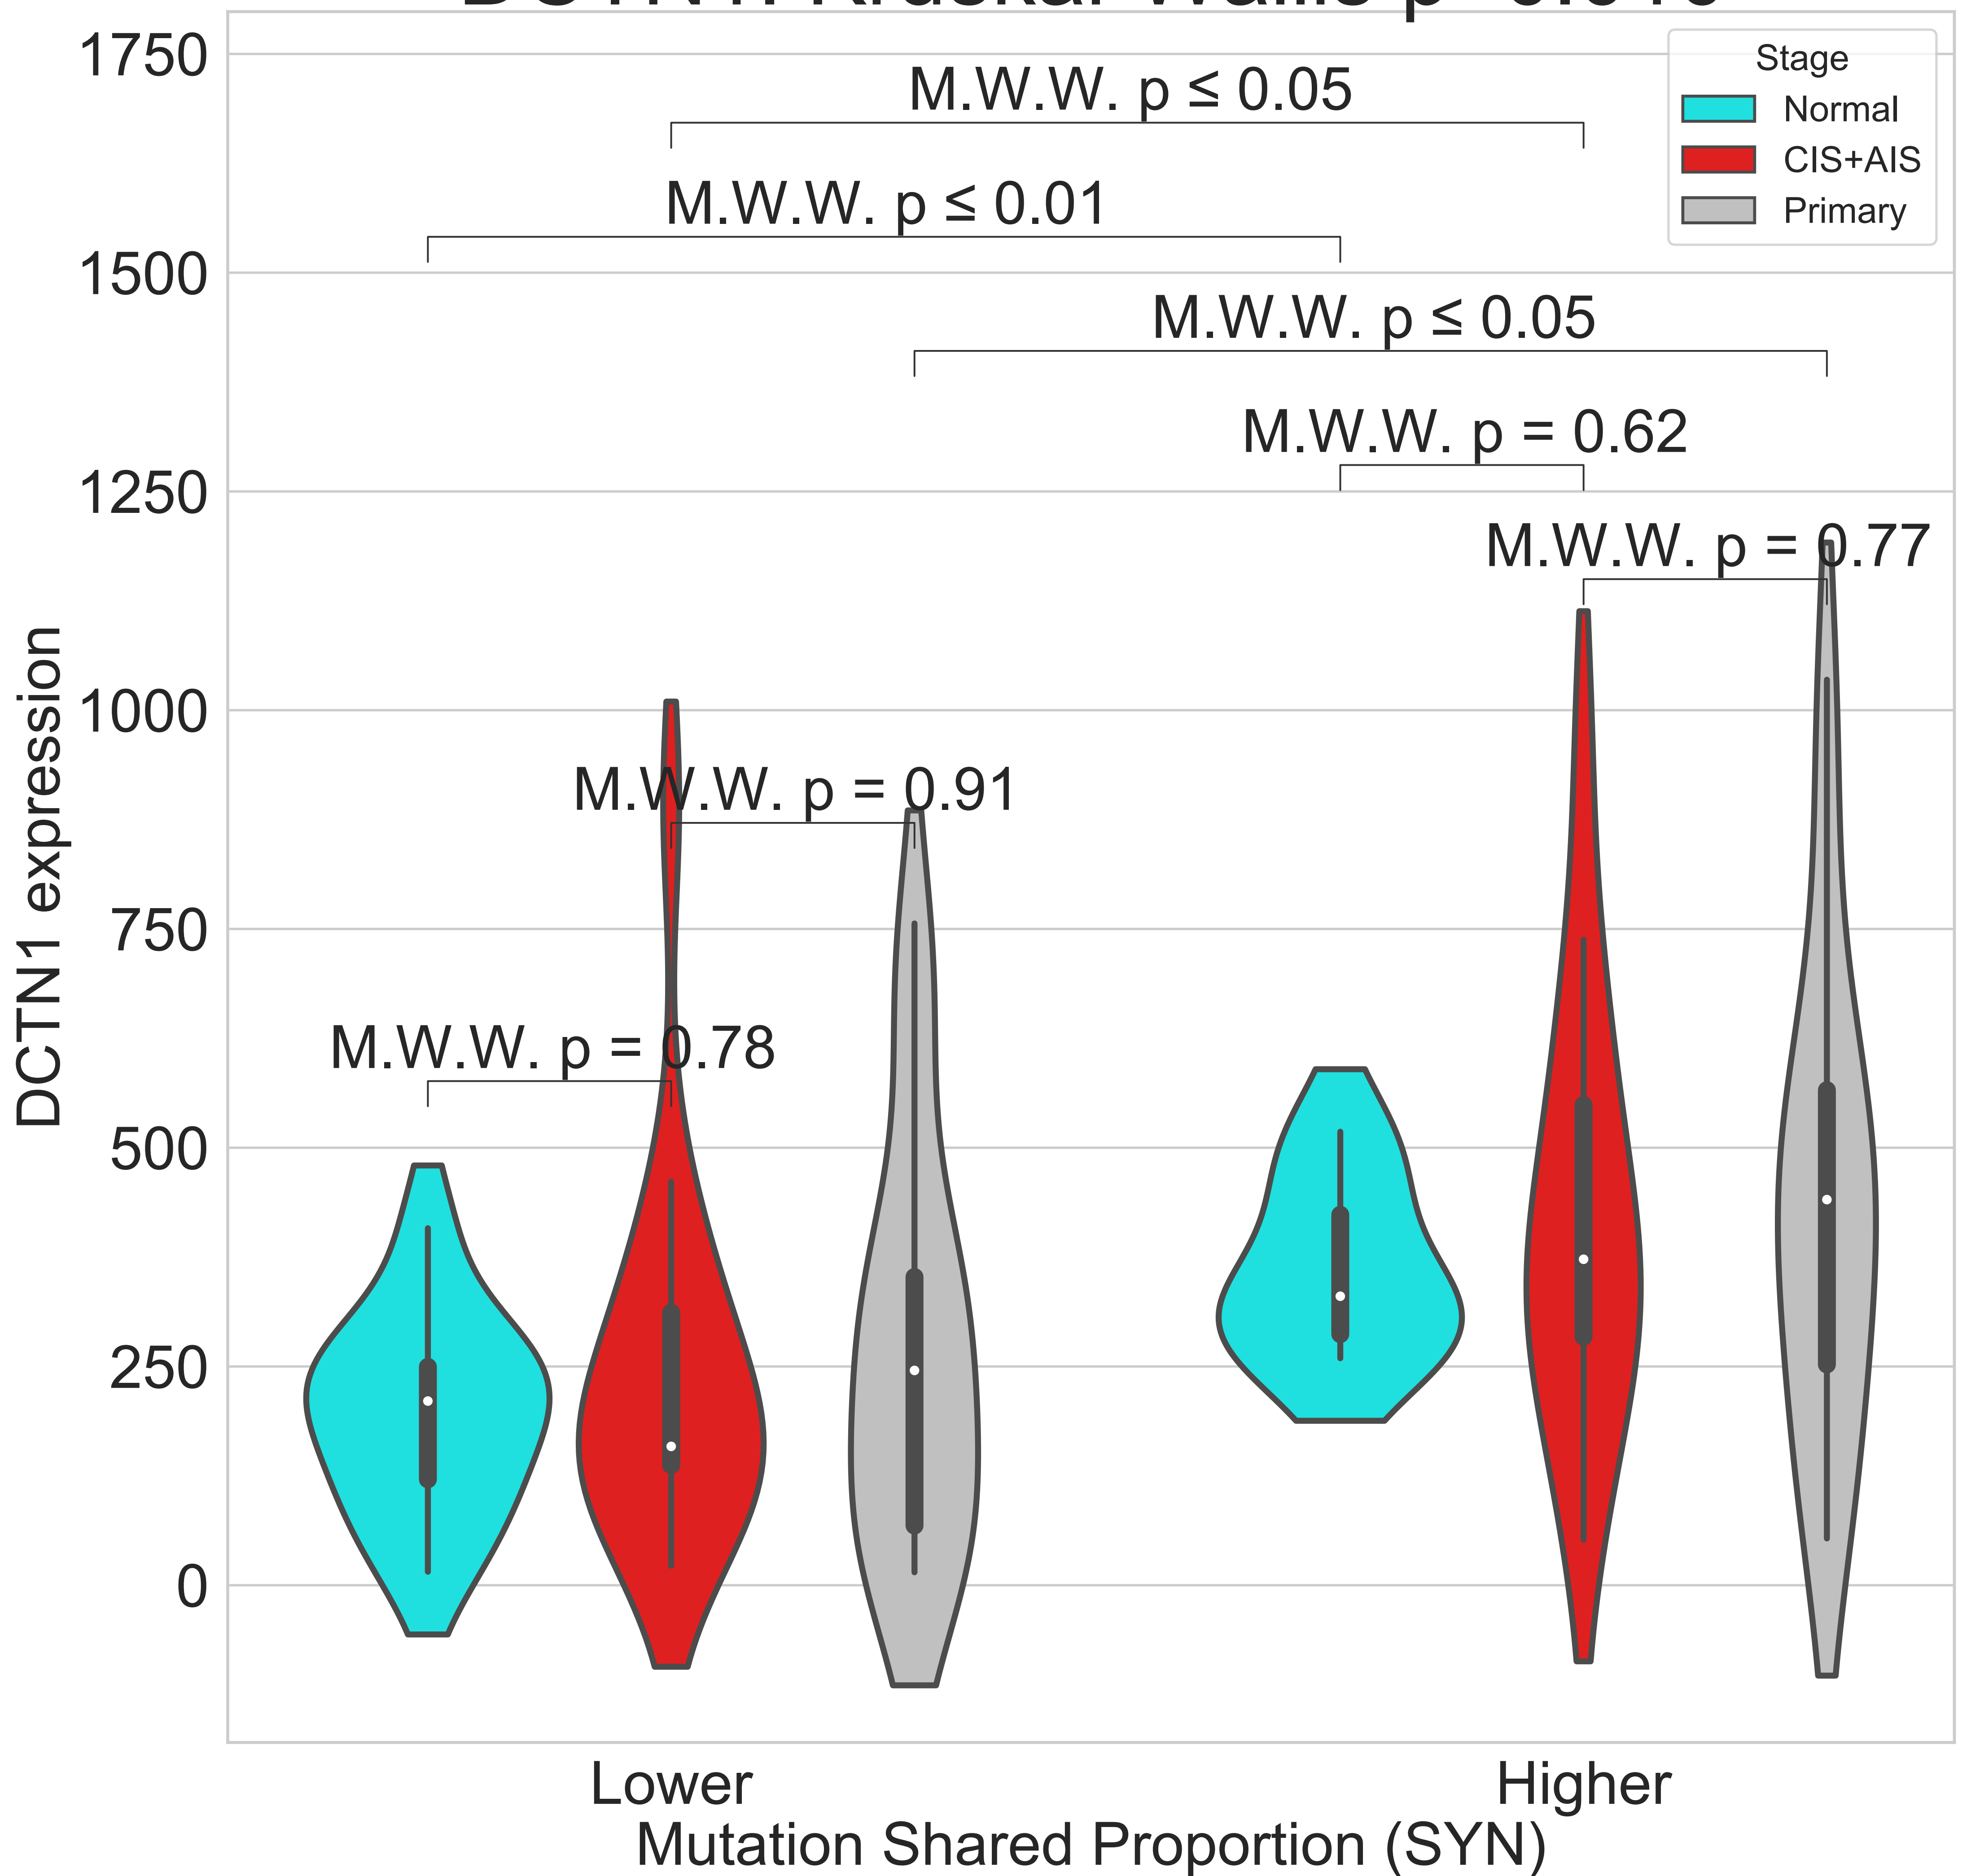 1750
1500
1250
1000
750
500
250
0
DCTN1 expression
Stage
Normal
CIS+AIS
Primary
M.W.W. p ≤ 0.05
M.W.W. p ≤ 0.01
M.W.W. p ≤ 0.05
M.W.W. p = 0.62
M.W.W. p = 0.77
M.W.W. p = 0.91
M.W.W. p = 0.78
Lower
Higher
Mutation Shared Proportion (SYN)